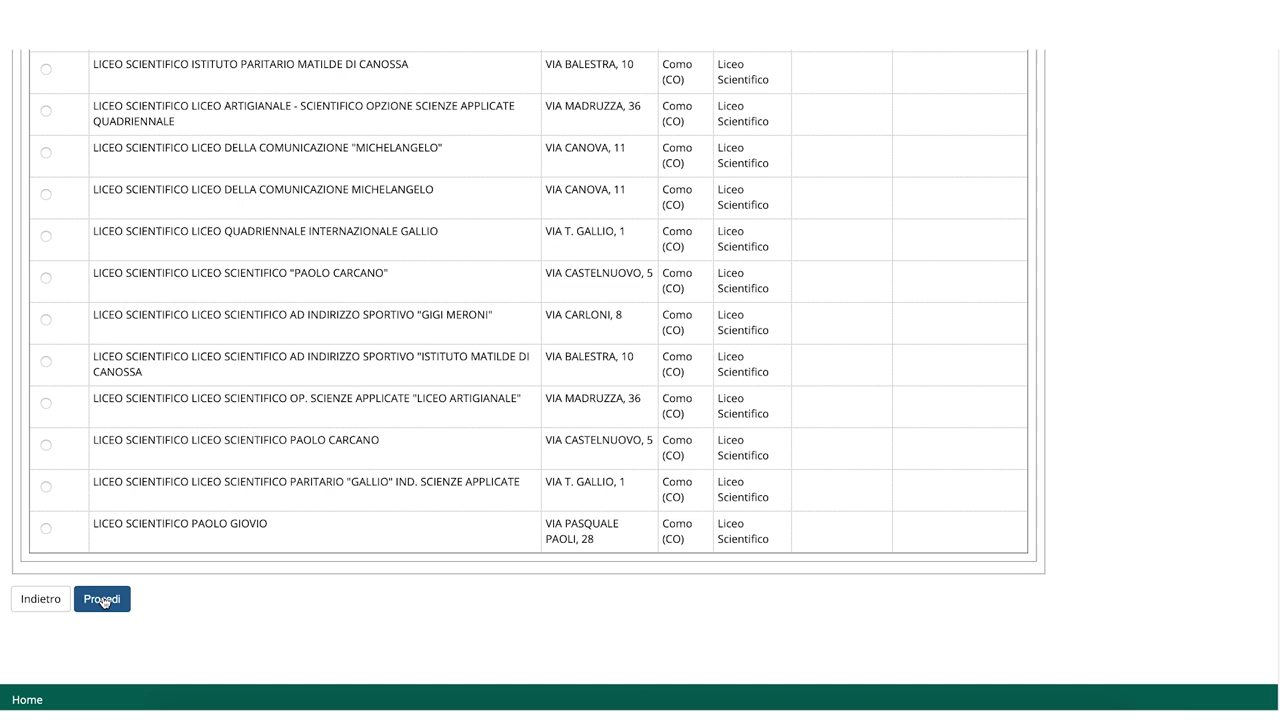 LICEO SCIENTIFICO ISTITUTO PARITARIO MATILDE DI CANOSSA VIA BALESTRA, 10 Como Liceo
(CO) Scientifico
LICEO SCIENTIFICO LICEO ARTIGIANALE - SCIENTIFICO OPZIONE SCIENZE APPLICATE VIA MADRUZZA, 36 Como Liceo
QUADRIENNALE (CO) Scientifico
LICEO SCIENTIFICO LICEO DELLA COMUNICAZIONE "MICHELANGELO" VIA CANOVA, 11 Como Liceo
(CO) Scientifico
LICEO SCIENTIFICO LICEO DELLA COMUNICAZIONE MICHELANGELO VIA CANOVA, 11 Como Liceo
(CO) Scientifico
LICEO SCIENTIFICO LICEO QUADRIENNALE INTERNAZIONALE GALLIO VIA T. GALLIO, 1 Como Liceo
(CO) Scientifico
LICEO SCIENTIFICO LICEO SCIENTIFICO "PAOLO CARCANO" VIA CASTELNUOVO, 5 Como Liceo
(CO) Scientifico
LICEO SCIENTIFICO LICEO SCIENTIFICO AD INDIRIZZO SPORTIVO "GIGI MERONI" VIA CARLONI, 8 Como Liceo
(CO) Scientifico
LICEO SCIENTIFICO LICEO SCIENTIFICO AD INDIRIZZO SPORTIVO "ISTITUTO MATILDE DI VIA BALESTRA, 10 Como Liceo
CANOSSA (CO) Scientifico
LICEO SCIENTIFICO LICEO SCIENTIFICO OP. SCIENZE APPLICATE "LICEO ARTIGIANALE" VIA MADRUZZA, 36 Como Liceo
(CO) Scientifico
LICEO SCIENTIFICO LICEO SCIENTIFICO PAOLO CARCANO VIA CASTELNUOVO, 5 Como Liceo
(CO) Scientifico
LICEO SCIENTIFICO LICEO SCIENTIFICO PARITARIO "GALLIO" IND. SCIENZE APPLICATE VIA T. GALLIO, 1 Como Liceo
(CO) Scientifico
LICEO SCIENTIFICO PAOLO GIOVIO VIA PASQUALE Como Liceo
PAOLI, 28 (CO) Scientifico
Indietro Procedi
Home